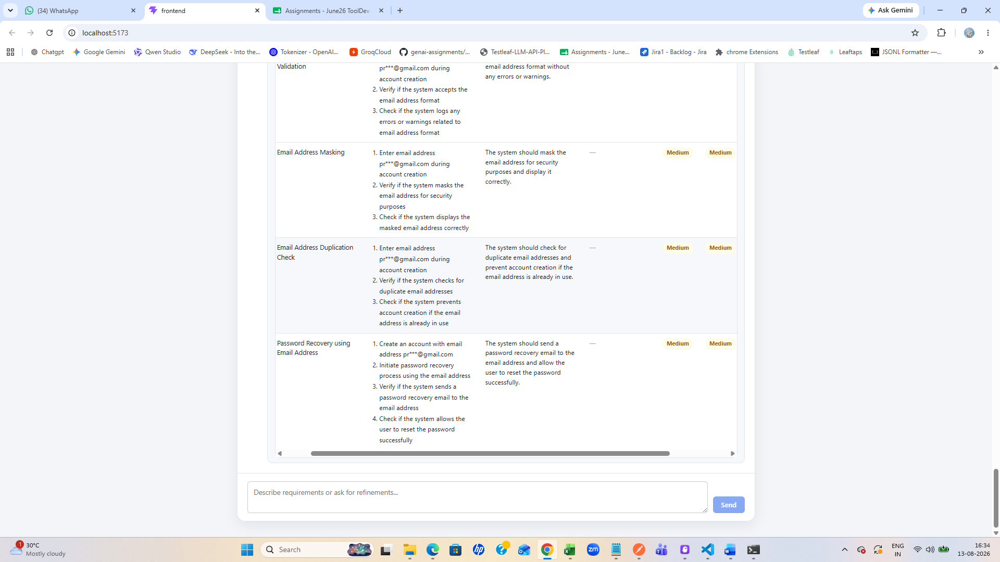 (34) WhatsApp
frontend
Assignments - June26 ToolDev
Ask Gemini
localhost:5173
Chatgpt
Google Gemini
Qwen Studio
DeepSeek - Into the...
Tokenizer - OpenAI...
GroqCloud
genai-assignments/...
Testleaf-LLM-API-Pl...
Assignments - June...
Jira1 - Backlog - Jira
chrome Extensions
Testleaf
Leaftaps
JSONL Formatter —...
Validation
pr***@gmail.com during
account creation
2. Verify if the system accepts the
email address format
3. Check if the system logs any
errors or warnings related to
email address format
email address format without
any errors or warnings.
Email Address Masking
1. Enter email address
pr***@gmail.com during
account creation
2. Verify if the system masks the
email address for security
purposes
3. Check if the system displays the
masked email address correctly
The system should mask the
email address for security
purposes and display it
correctly.
—
Medium
Medium
Email Address Duplication
Check
1. Enter email address
pr***@gmail.com during
account creation
2. Verify if the system checks for
duplicate email addresses
3. Check if the system prevents
account creation if the email
address is already in use
The system should check for
duplicate email addresses and
prevent account creation if the
email address is already in use.
—
Medium
Medium
Password Recovery using
Email Address
1. Create an account with email
address pr***@gmail.com
2. Initiate password recovery
process using the email address
3. Verify if the system sends a
password recovery email to the
email address
4. Check if the system allows the
user to reset the password
successfully
The system should send a
password recovery email to the
email address and allow the
user to reset the password
successfully.
—
Medium
Medium
Describe requirements or ask for refinements...
Send
1
30°C
Mostly cloudy
Search
ENG
IN
16:34
13-08-2026